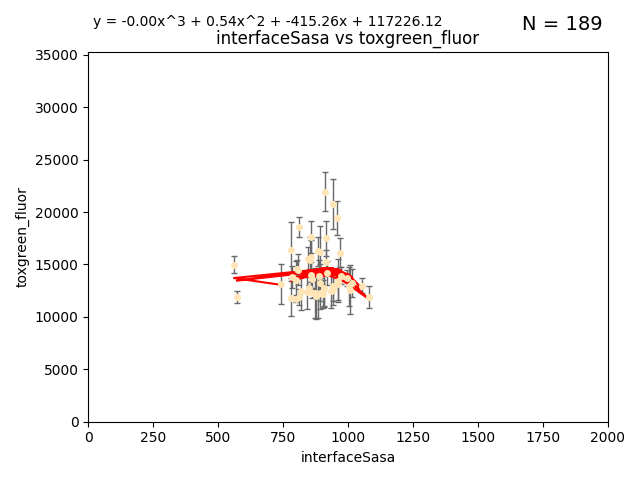 y = -0.00x^3 + 0.54x^2 + -415.26x + 117226.12
N = 189
interfaceSasa vs toxgreen_fluor
35000
30000
25000
20000
15000
10000
5000
0
toxgreen_fluor
0 250 500 750 1000 1250 1500 1750 2000
interfaceSasa